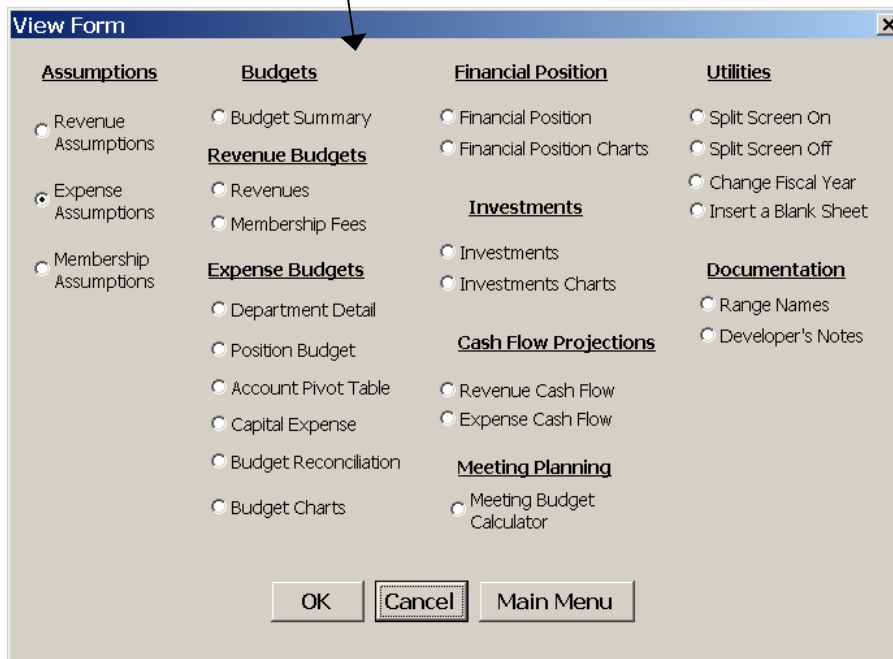 View Form
Assumptions
Revenue
Assumptions
Expense
Assumptions
Membership
Assumptions
Budgets
Budget Summary
Revenue Budgets
Revenues
Membership Fees
Expense Budgets
Department Detail
Position Budget
Account Pivot Table
Capital Expense
Budget Reconciliation
Budget Charts
Financial Position
Financial Position
Financial Position Charts
Investments
Investments
Investments Charts
Cash Flow Projections
Revenue Cash Flow
Expense Cash Flow
Meeting Planning
Meeting Budget
Calculator
Utilities
Split Screen On
Split Screen Off
Change Fiscal Year
Insert a Blank Sheet
Documentation
Range Names
Developer's Notes
OK
Cancel
Main Menu